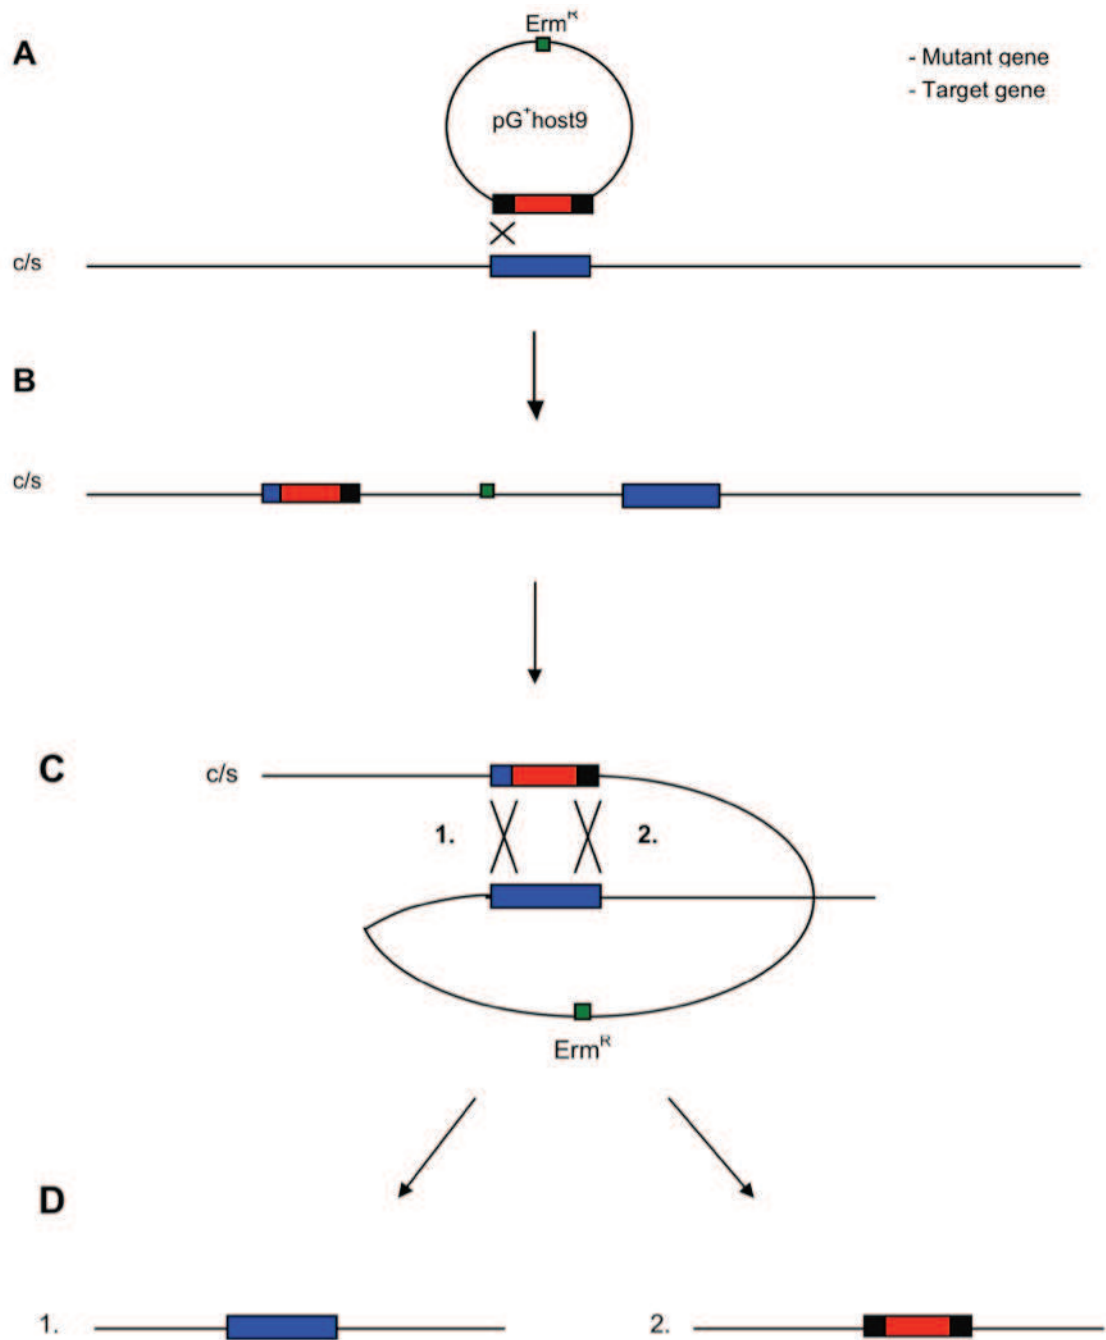 A
Erm^R
- Mutant gene
- Target gene
pG^+host9
c/s
B
c/s
C
c/s
1. 2.
Erm^R
D
1. 2.